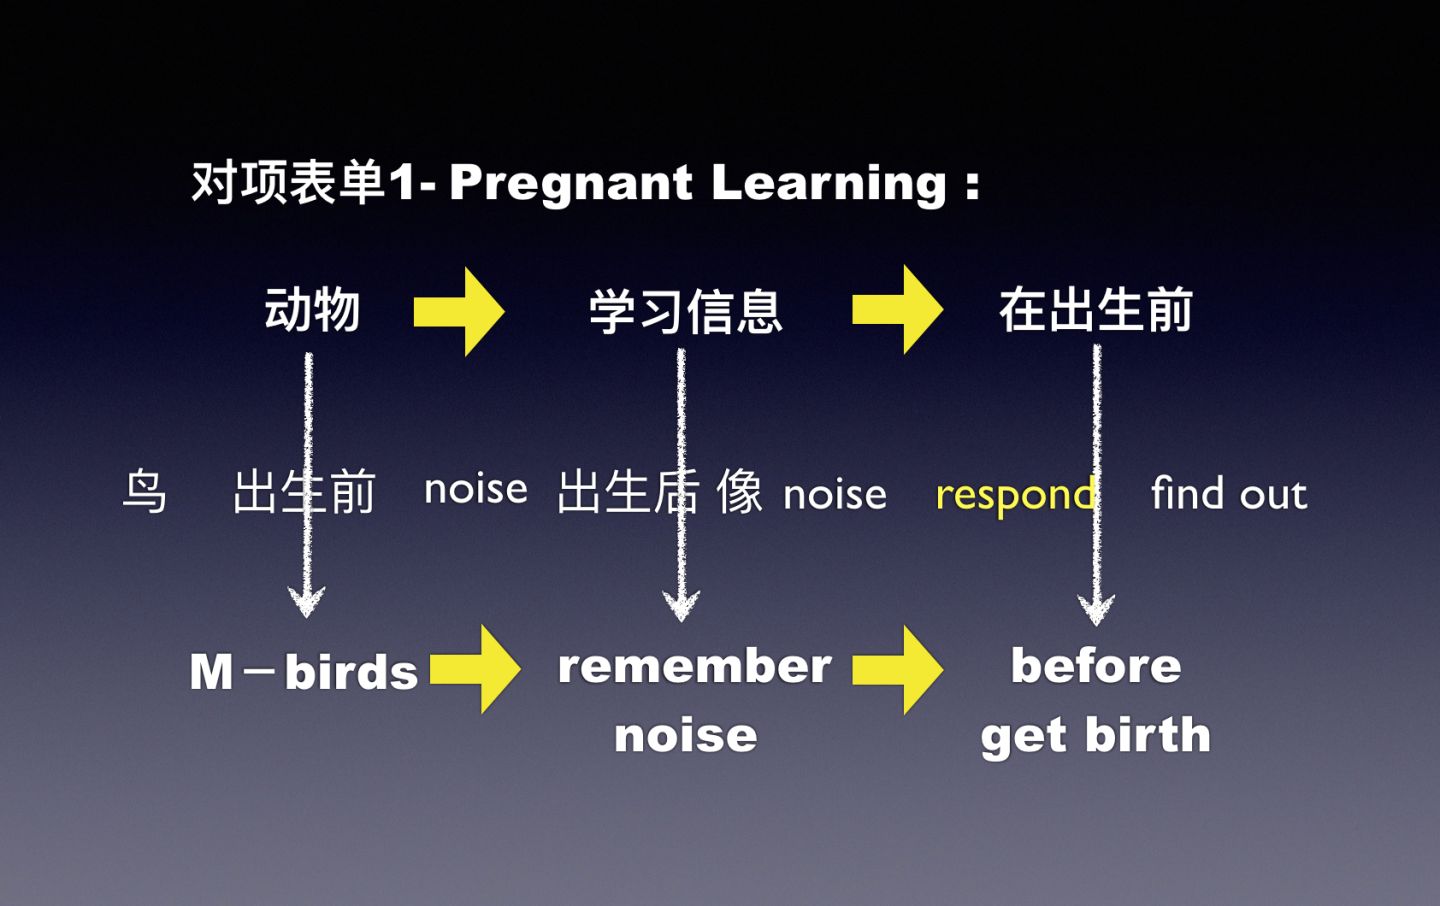 对项表单1- Pregnant Learning :
动物 学习信息 在出生前
鸟 出生前 noise 出生后 像 noise respond find out
M－birds remember before
noise get birth